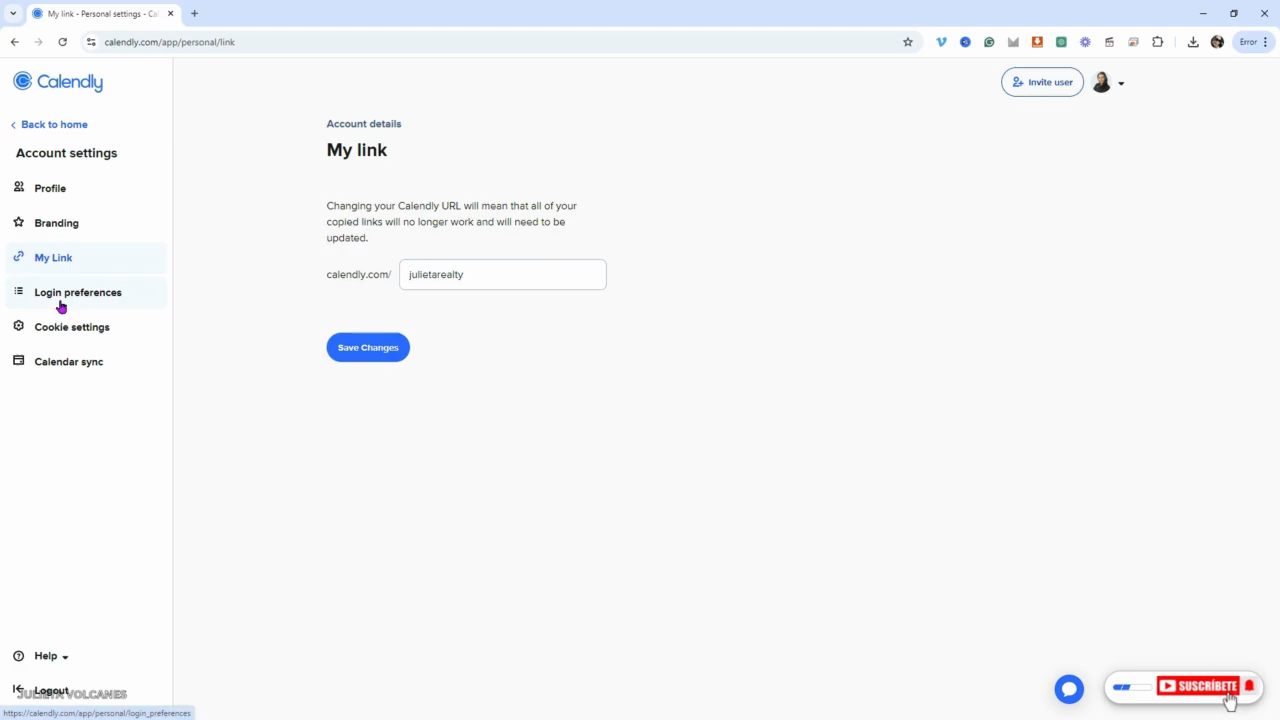 My link - Personal settings - Cal
calendly.com/app/personal/link
Error
Calendly
Invite user
Back to home
Account settings
Profile
Branding
My Link
Login preferences
Cookie settings
Calendar sync
Account details
My link
Changing your Calendly URL will mean that all of your
copied links will no longer work and will need to be
updated.
calendly.com/ julietarealty
Save Changes
Help
Logout
JULIETA VOLCANES
https://calendly.com/app/personal/login_preferences
SUSCRÍBETE